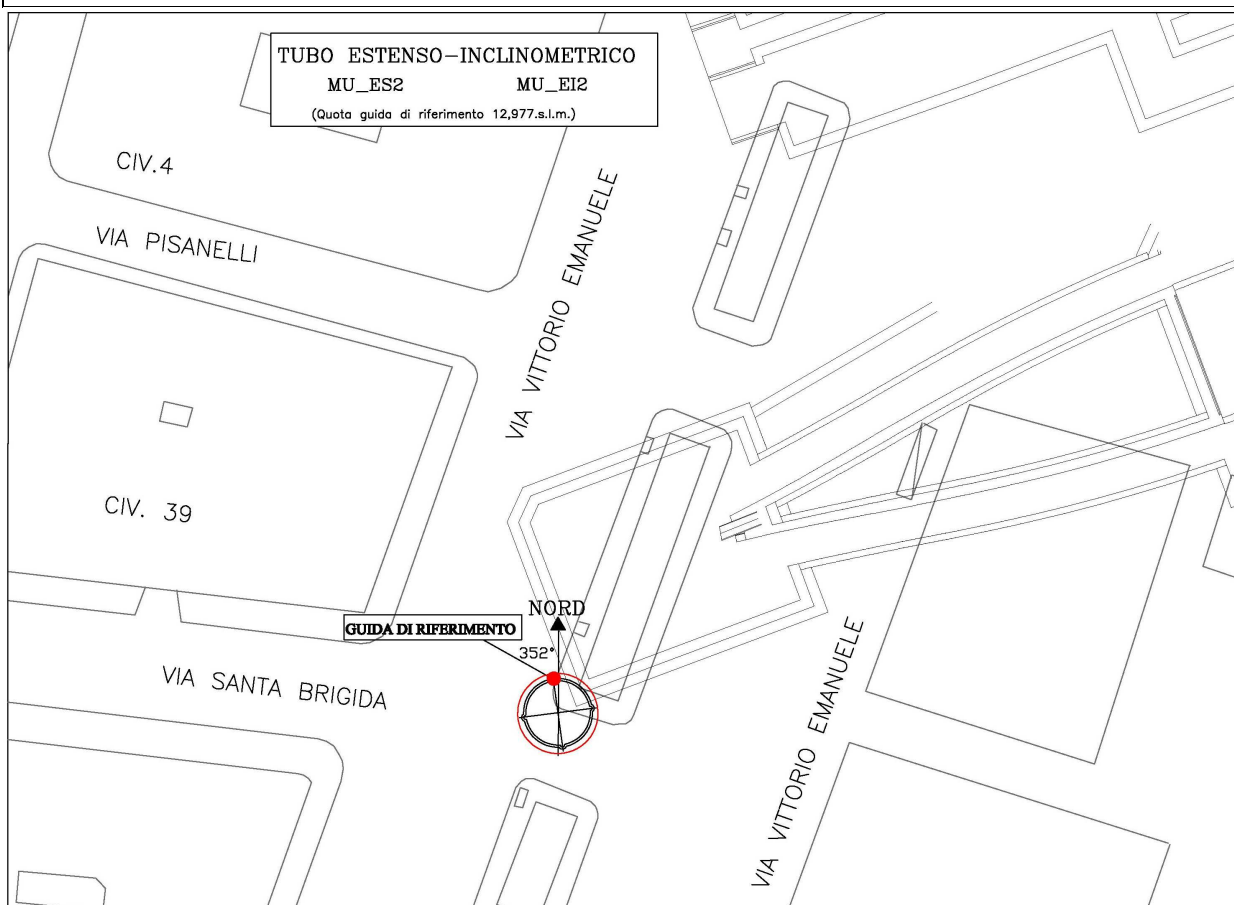 TUBO ESTENSO-INCLINOMETRICO
MU_ES2 MU_EI2
(Quota guida di riferimento 12,977.s.l.m.)
CIV.4
VIA PISANELLI
VIA VITTORIO EMANUELE
CIV. 39
NORD
GUIDA DI RIFERIMENTO
352°
VIA SANTA BRIGIDA
VIA VITTORIO EMANUELE